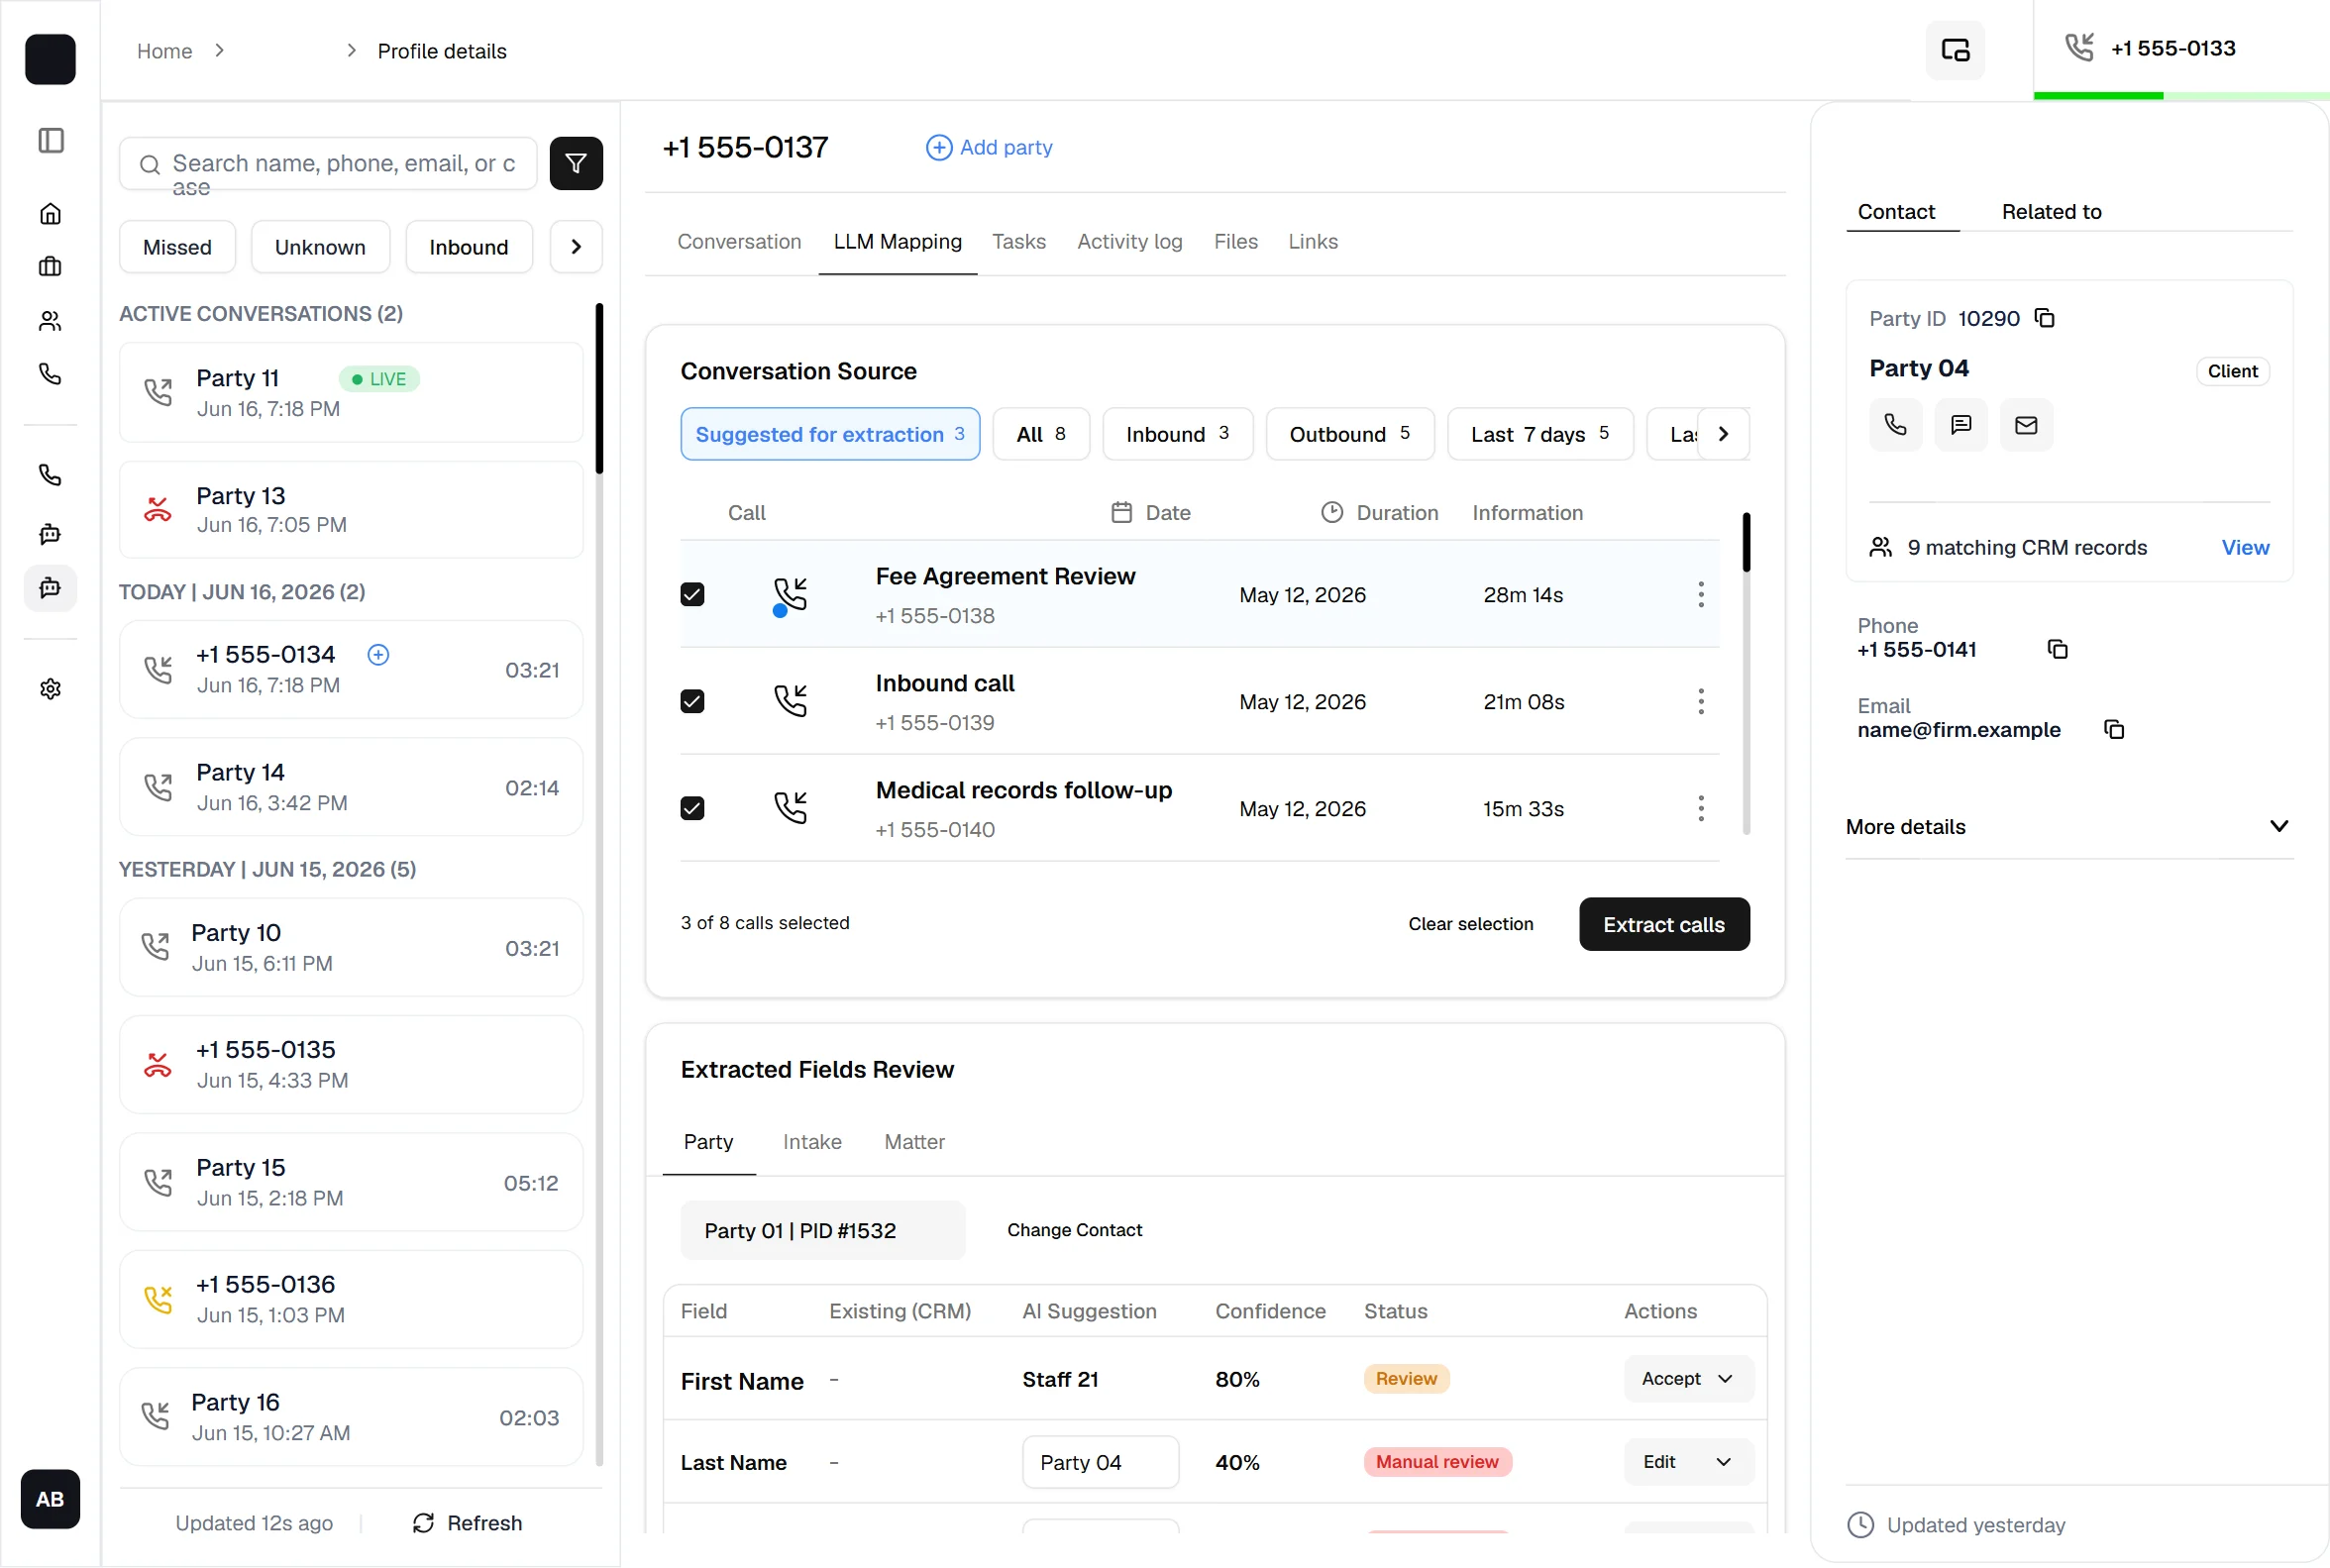 Home
Profile details
+1 555-0133
Search name, phone, email, or c
ase
Missed
Unknown
Inbound
ACTIVE CONVERSATIONS (2)
Party 11
LIVE
Jun 16, 7:18 PM
Party 13
Jun 16, 7:05 PM
TODAY | JUN 16, 2026 (2)
+1 555-0134
Jun 16, 7:18 PM
03:21
Party 14
Jun 16, 3:42 PM
02:14
YESTERDAY | JUN 15, 2026 (5)
Party 10
Jun 15, 6:11 PM
03:21
+1 555-0135
Jun 15, 4:33 PM
Party 15
Jun 15, 2:18 PM
05:12
+1 555-0136
Jun 15, 1:03 PM
Party 16
Jun 15, 10:27 AM
02:03
AB
Updated 12s ago
Refresh
+1 555-0137
Add party
Conversation
LLM Mapping
Tasks
Activity log
Files
Links
Conversation Source
Suggested for extraction 3
All 8
Inbound 3
Outbound 5
Last 7 days 5
Call
Date
Duration
Information
Fee Agreement Review
+1 555-0138
May 12, 2026
28m 14s
Inbound call
+1 555-0139
May 12, 2026
21m 08s
Medical records follow-up
+1 555-0140
May 12, 2026
15m 33s
3 of 8 calls selected
Clear selection
Extract calls
Extracted Fields Review
Party
Intake
Matter
Party 01 | PID #1532
Change Contact
Field
Existing (CRM)
AI Suggestion
Confidence
Status
Actions
First Name
-
Staff 21
80%
Review
Accept
Last Name
-
Party 04
40%
Manual review
Edit
Contact
Related to
Party ID 10290
Party 04
Client
9 matching CRM records
View
Phone
+1 555-0141
Email
name@firm.example
More details
Updated yesterday